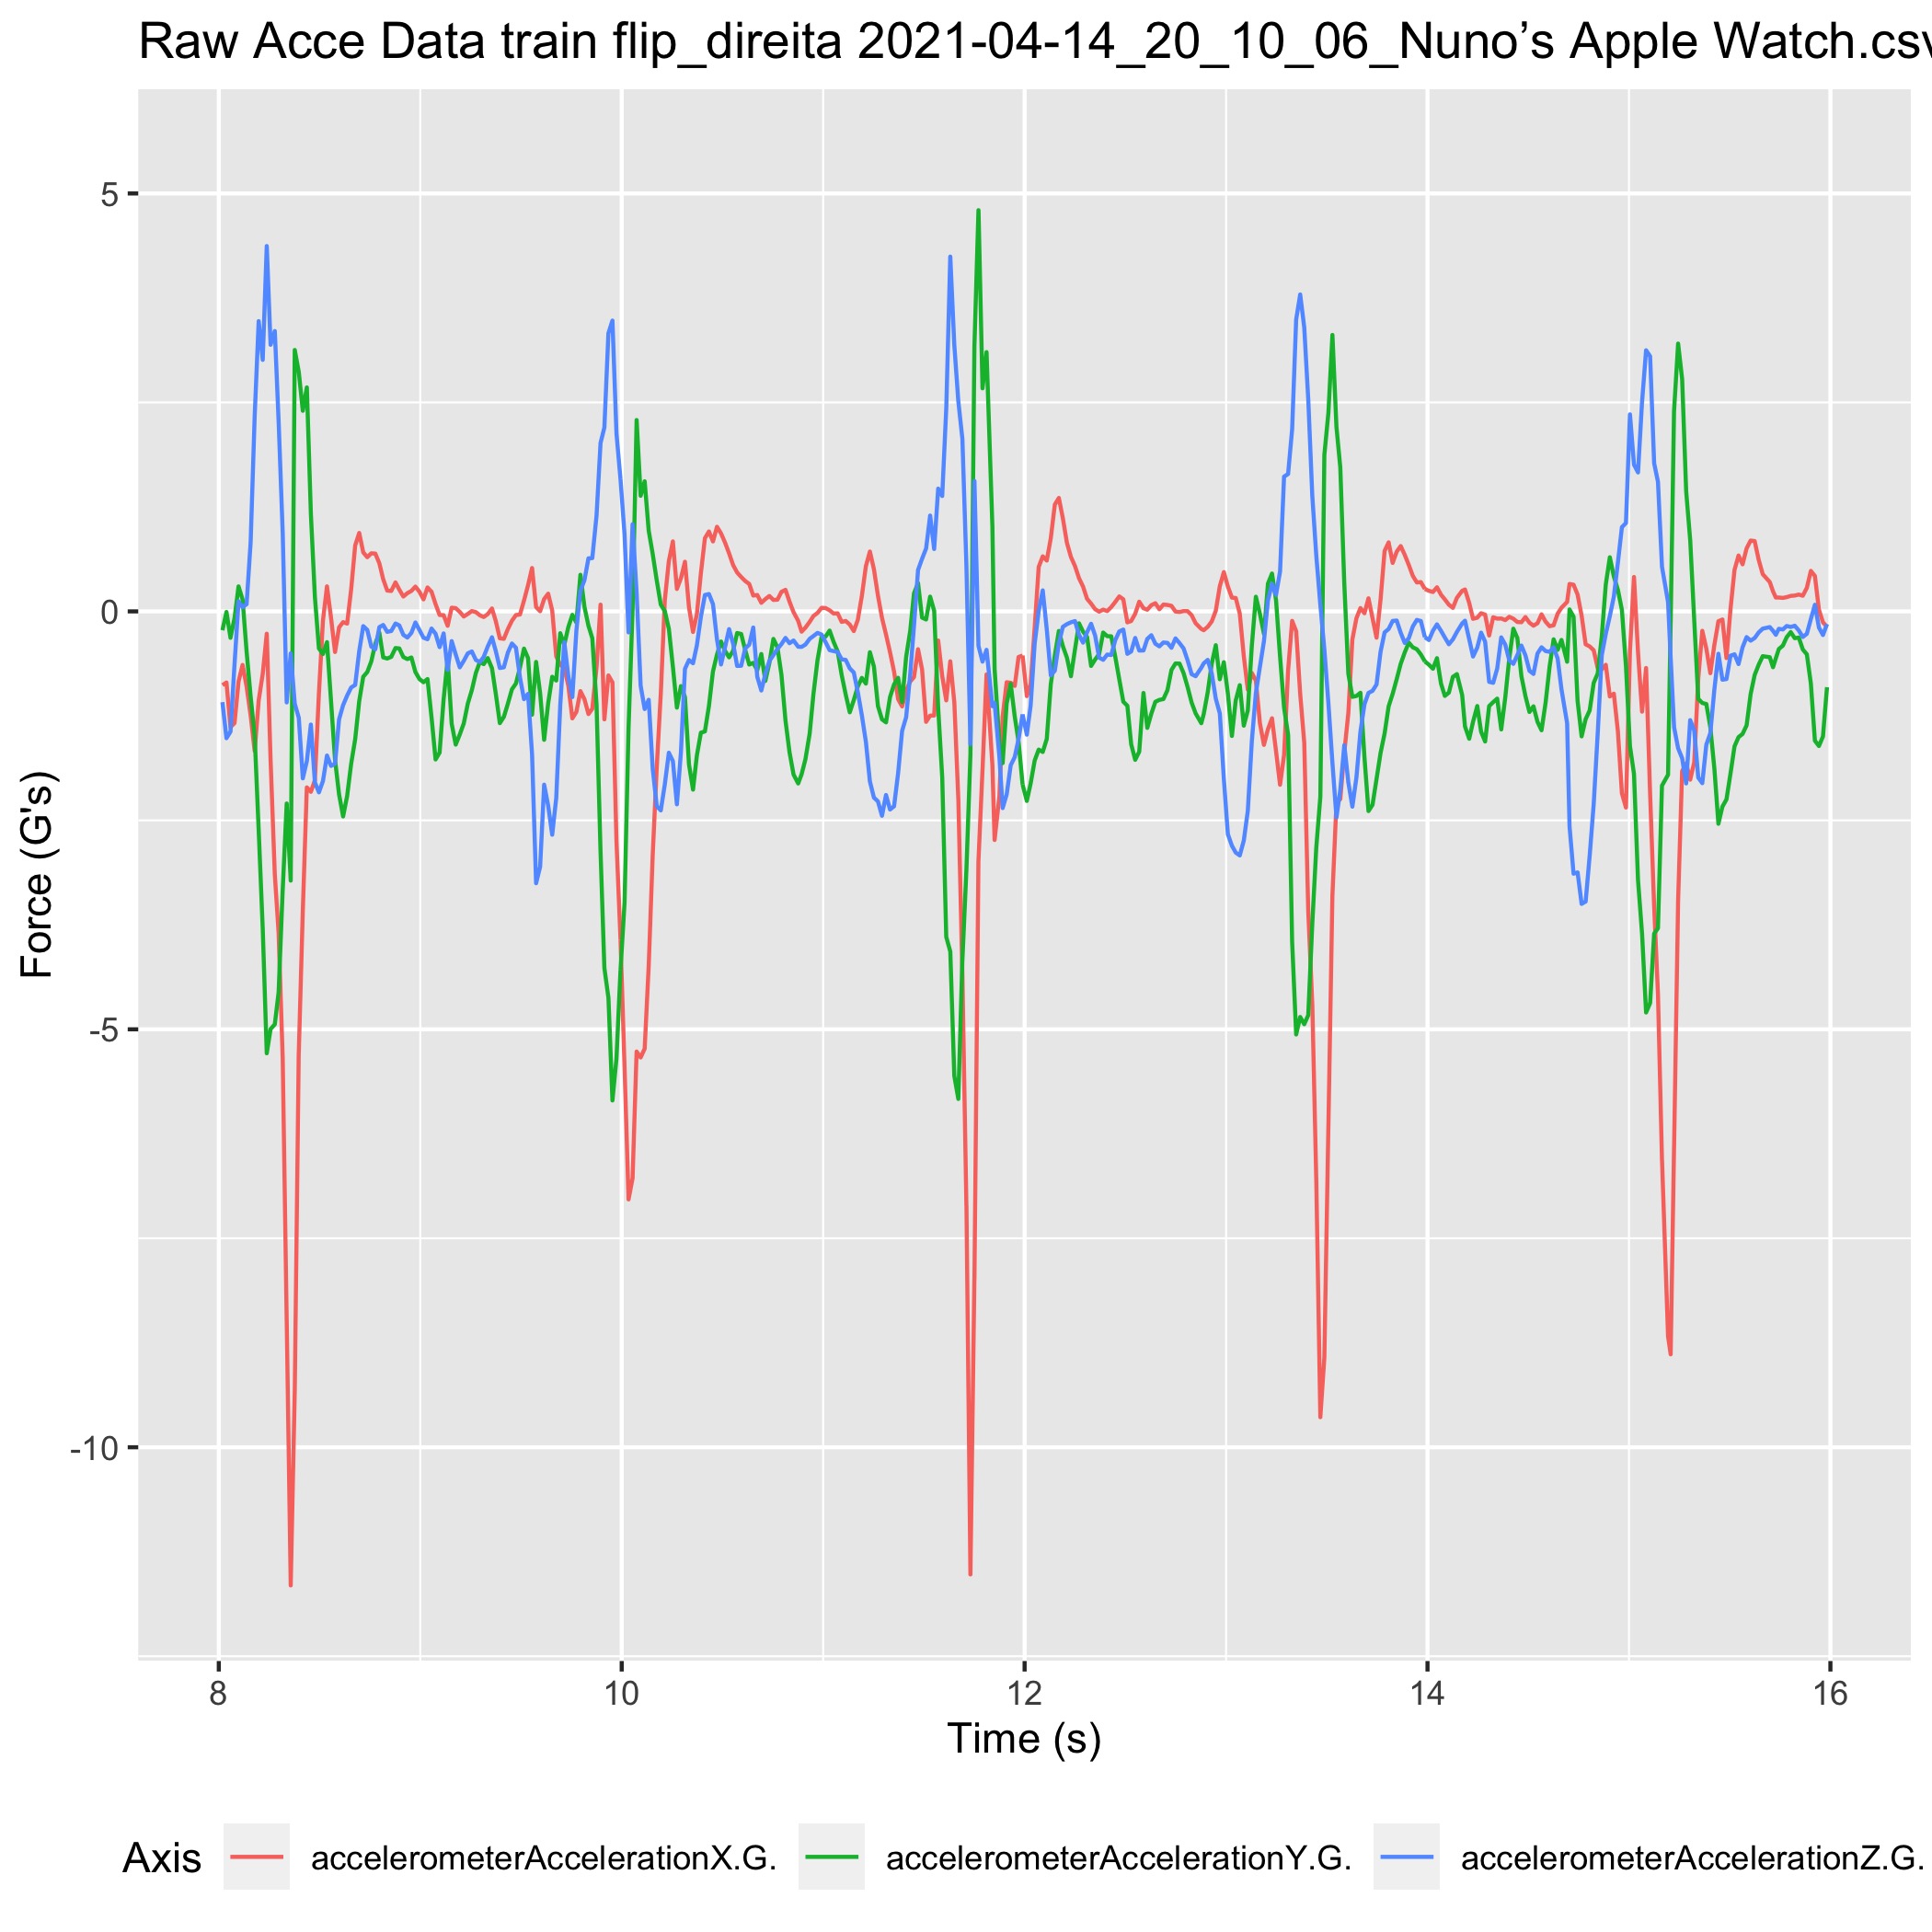 Raw Acce Data train flip_direita 2021-04-14_20_10_06_Nuno’s Apple Watch.csv
5
0
-5
-10
Force (G's)
8 10 12 14 16
Time (s)
Axis accelerometerAccelerationX.G. accelerometerAccelerationY.G. accelerometerAccelerationZ.G.